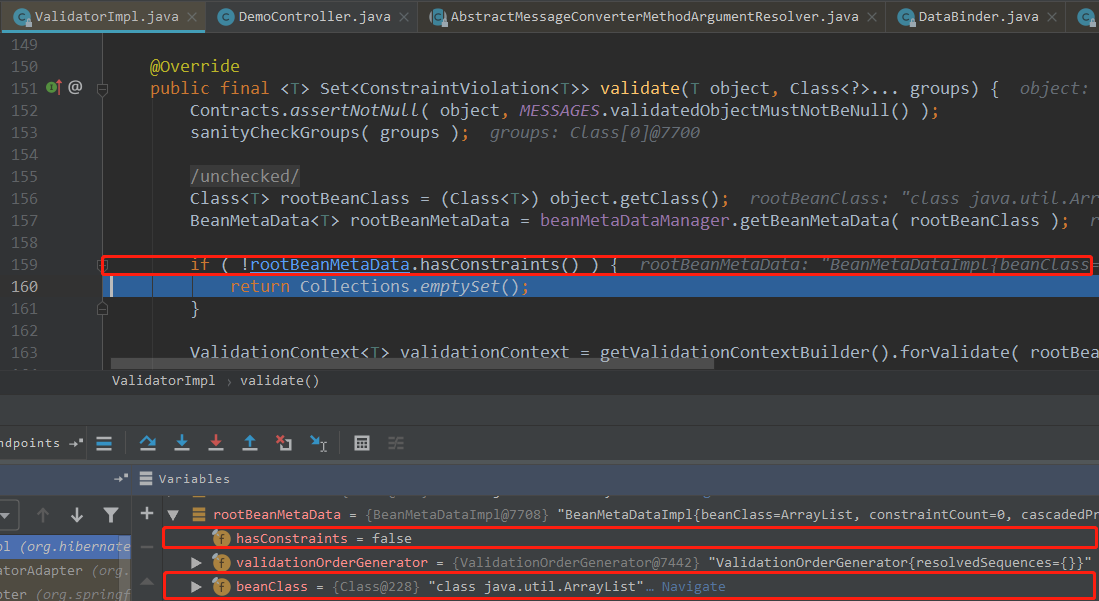 ValidatorImpl.java × DemoController.java × AbstractMessageConverterMethodArgumentResolver.java × DataBinder.java ×
149
150 @Override
151 @ public final <T> Set<ConstraintViolation<T>> validate(T object, Class<?>... groups) { object:
152 Contracts.assertNotNull( object, MESSAGES.validatedObjectMustNotBeNull() );
153 sanityCheckGroups( groups ); groups: Class[0]@7700
154
155 /unchecked/
156 Class<T> rootBeanClass = (Class<T>) object.getClass(); rootBeanClass: "class java.util.Arr
157 BeanMetaData<T> rootBeanMetaData = beanMetaDataManager.getBeanMetaData( rootBeanClass ); r
158
159 if ( !rootBeanMetaData.hasConstraints() ) { rootBeanMetaData: "BeanMetaDataImpl{beanClass=
160 return Collections.emptySet();
161 }
162
163 ValidationContext<T> validationContext = getValidationContextBuilder().forValidate( rootBea
ValidatorImpl › validate()
ndpoints
Variables
rootBeanMetaData = {BeanMetaDataImpl@7708} "BeanMetaDataImpl{beanClass=ArrayList, constraintCount=0, cascadedPr
f hasConstraints = false
ol (org.hibernate
f validationOrderGenerator = {ValidationOrderGenerator@7442} "ValidationOrderGenerator{resolvedSequences={}}"
atorAdapter (org.
f beanClass = {Class@228} "class java.util.ArrayList"… Navigate
pter (org.springf